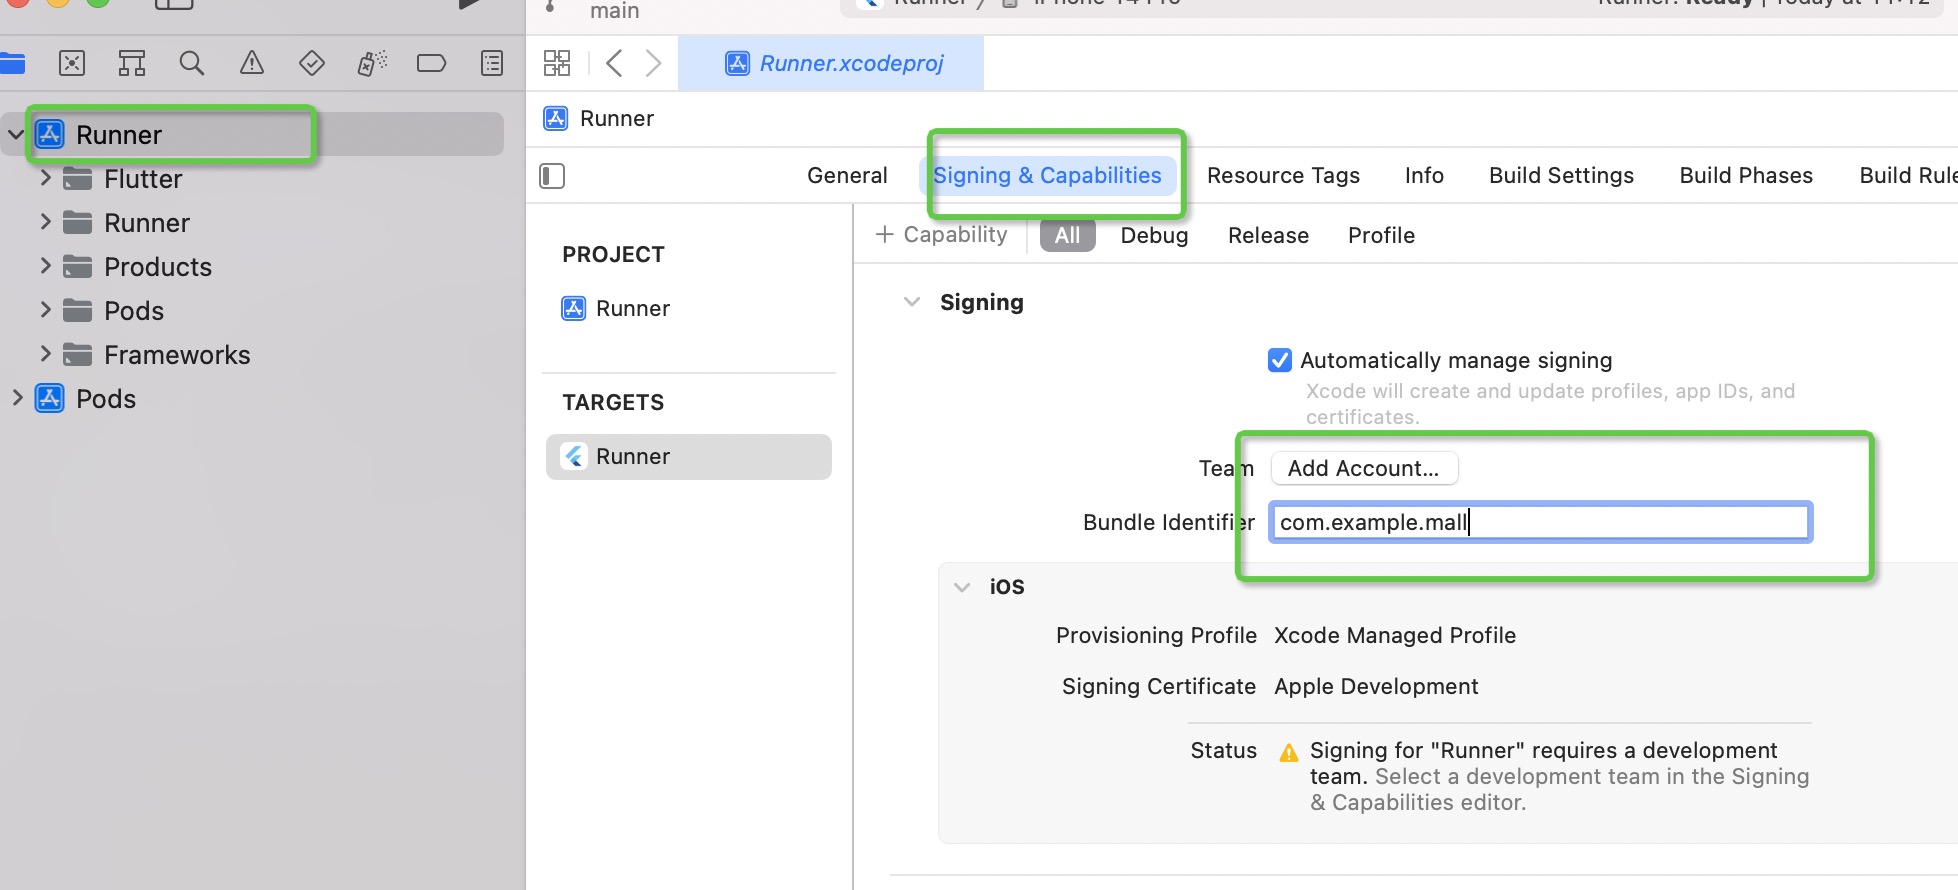 main
Runner.xcodeproj
Runner
Runner
General
Signing & Capabilities
Resource Tags
Info
Build Settings
Build Phases
Flutter
Runner
Products
Pods
Frameworks
Pods
PROJECT
Runner
TARGETS
Runner
+ Capability
All
Debug
Release
Profile
Signing
Automatically manage signing
Xcode will create and update profiles, app IDs, and
certificates.
Team
Add Account...
Bundle Identifier
com.example.mall
iOS
Provisioning Profile
Xcode Managed Profile
Signing Certificate
Apple Development
Status
Signing for "Runner" requires a development
team. Select a development team in the Signing
& Capabilities editor.